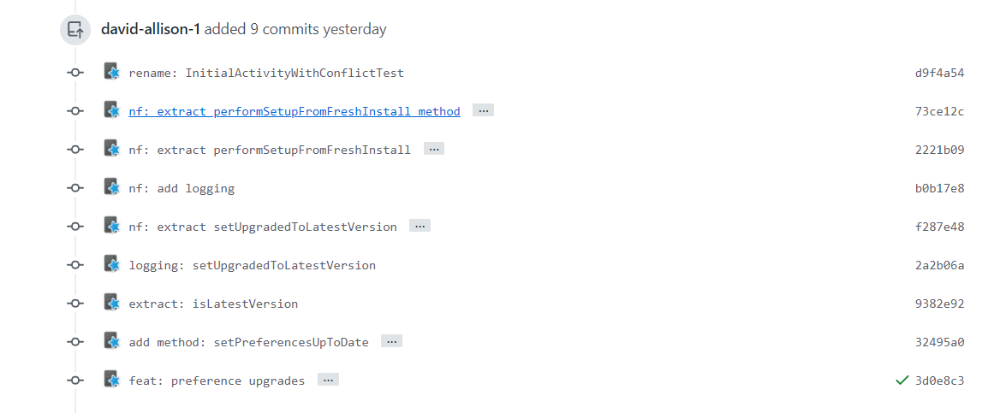 david-allison-1 added 9 commits yesterday
rename: InitialActivityWithConflictTest d9f4a54
nf: extract performSetupFromFreshInstall method ... 73ce12c
nf: extract performSetupFromFreshInstall ... 2221b09
nf: add logging b0b17e8
nf: extract setUpgradedToLatestVersion ... f287e48
logging: setUpgradedToLatestVersion 2a2b06a
extract: isLatestVersion 9382e92
add method: setPreferencesUpToDate ... 32495a0
feat: preference upgrades ... 3d0e8c3